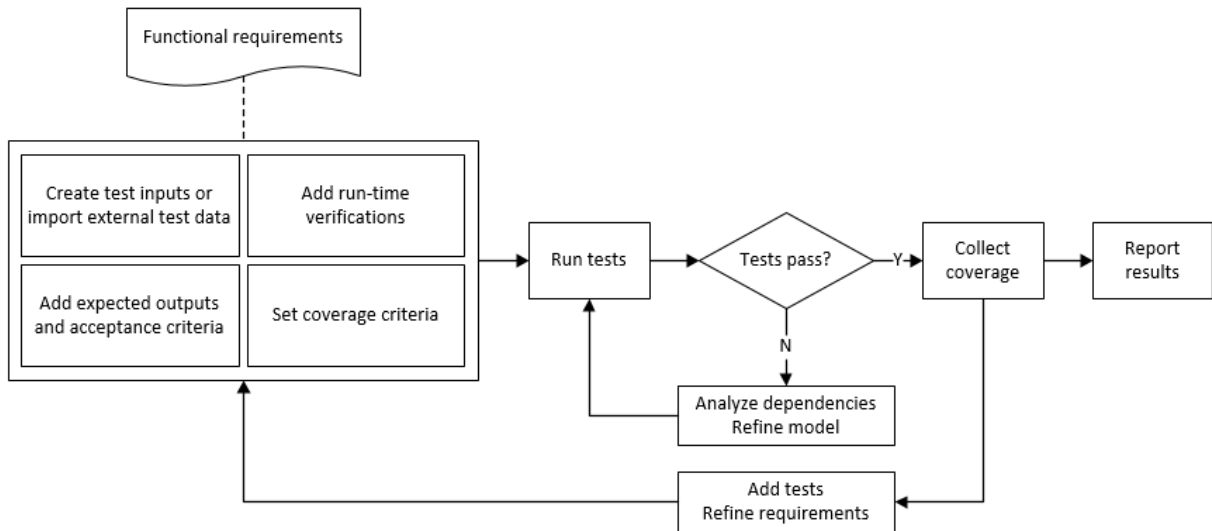 Functional requirements
Create test inputs or
import external test data
Add run-time
verifications
Add expected outputs
and acceptance criteria
Set coverage criteria
Run tests
Tests pass?
Y
Collect
coverage
Report
results
N
Analyze dependencies
Refine model
Add tests
Refine requirements